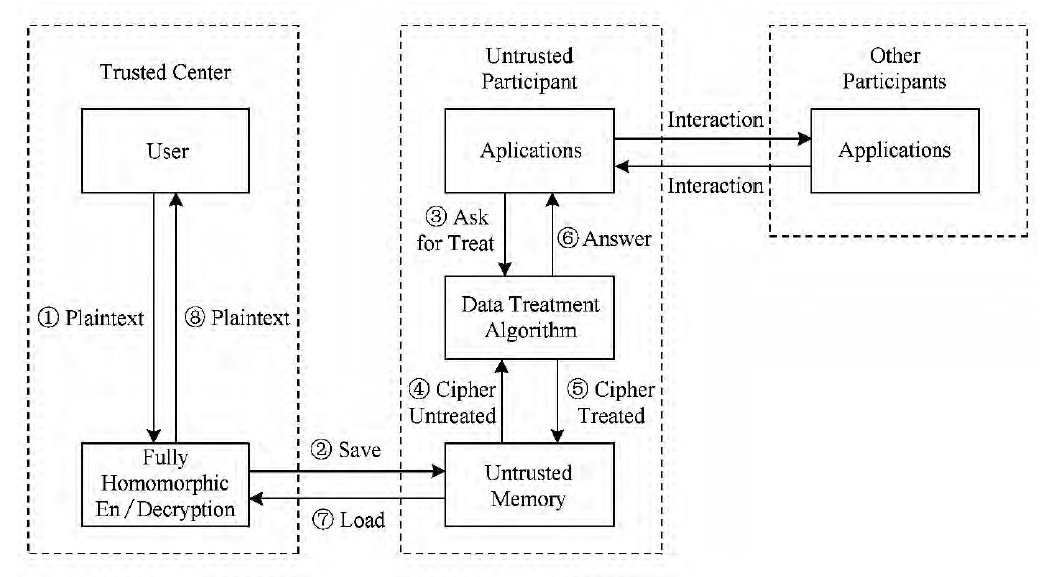 Trusted Center
User
① Plaintext
⑧ Plaintext
Fully
Homomorphic
En/Decryption
② Save
⑦ Load
Untrusted
Participant
Aplications
③ Ask
for Treat
⑥ Answer
Data Treatment
Algorithm
④ Cipher
Untreated
⑤ Cipher
Treated
Untrusted
Memory
Interaction
Interaction
Other
Participants
Applications